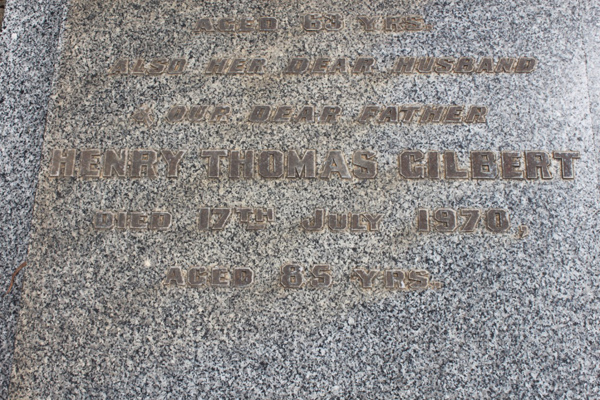 AGED 63 YRS.
ALSO HER DEAR HUSBAND
& OUR DEAR FATHER
HENRY THOMAS GILBERT
DIED 17TH JULY 1970,
AGED 85 YRS.